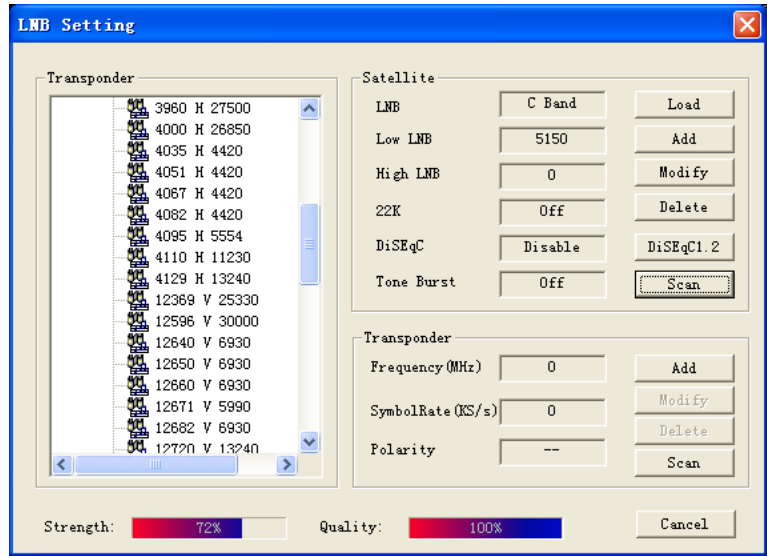 LNB Setting
Transponder
3960 H 27500
4000 H 26850
4035 H 4420
4051 H 4420
4067 H 4420
4082 H 4420
4095 H 5554
4110 H 11230
4129 H 13240
12369 V 25330
12596 V 30000
12640 V 6930
12650 V 6930
12660 V 6930
12671 V 5990
12682 V 6930
12720 V 13240
Satellite
LNB C Band Load
Low LNB 5150 Add
High LNB 0 Modify
22K Off Delete
DiSEqC Disable DiSEqC1.2
Tone Burst Off Scan
Transponder
Frequency(MHz) 0 Add
SymbolRate(KS/s) 0 Modify
Delete
Polarity -- Scan
Strength: 72% Quality: 100% Cancel